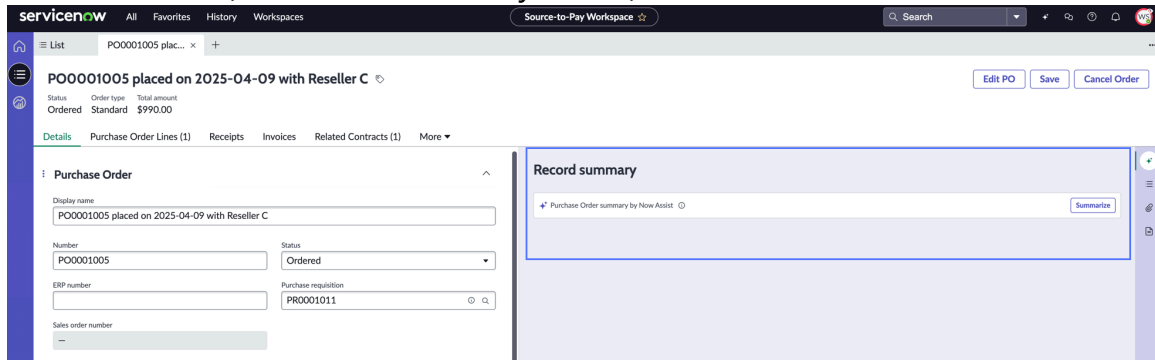 servicenow All Favorites History Workspaces Source-to-Pay Workspace ☆ Search WS
List PO0001005 plac... × +
PO0001005 placed on 2025-04-09 with Reseller C
Edit PO Save Cancel Order
Status Order type Total amount
Ordered Standard $990.00
Details Purchase Order Lines (1) Receipts Invoices Related Contracts (1) More
Purchase Order
Record summary
Display name
PO0001005 placed on 2025-04-09 with Reseller C
Purchase Order summary by Now Assist Summarize
Number Status
PO0001005 Ordered
ERP number Purchase requisition
PR0001011
Sales order number
—